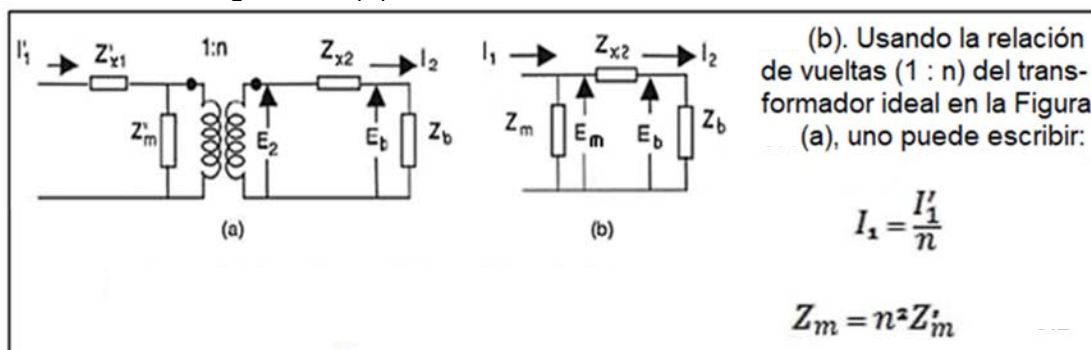 I'1
Z'x1
1:n
Zx2
I2
Z'm
E2
Eb
Zb
(a)
I1
Zx2
I2
Zm
Em
Eb
Zb
(b)
(b). Usando la relación
de vueltas (1 : n) del trans-
formador ideal en la Figura
(a), uno puede escribir:
I1 = I'1/n
Zm = n²Z'm